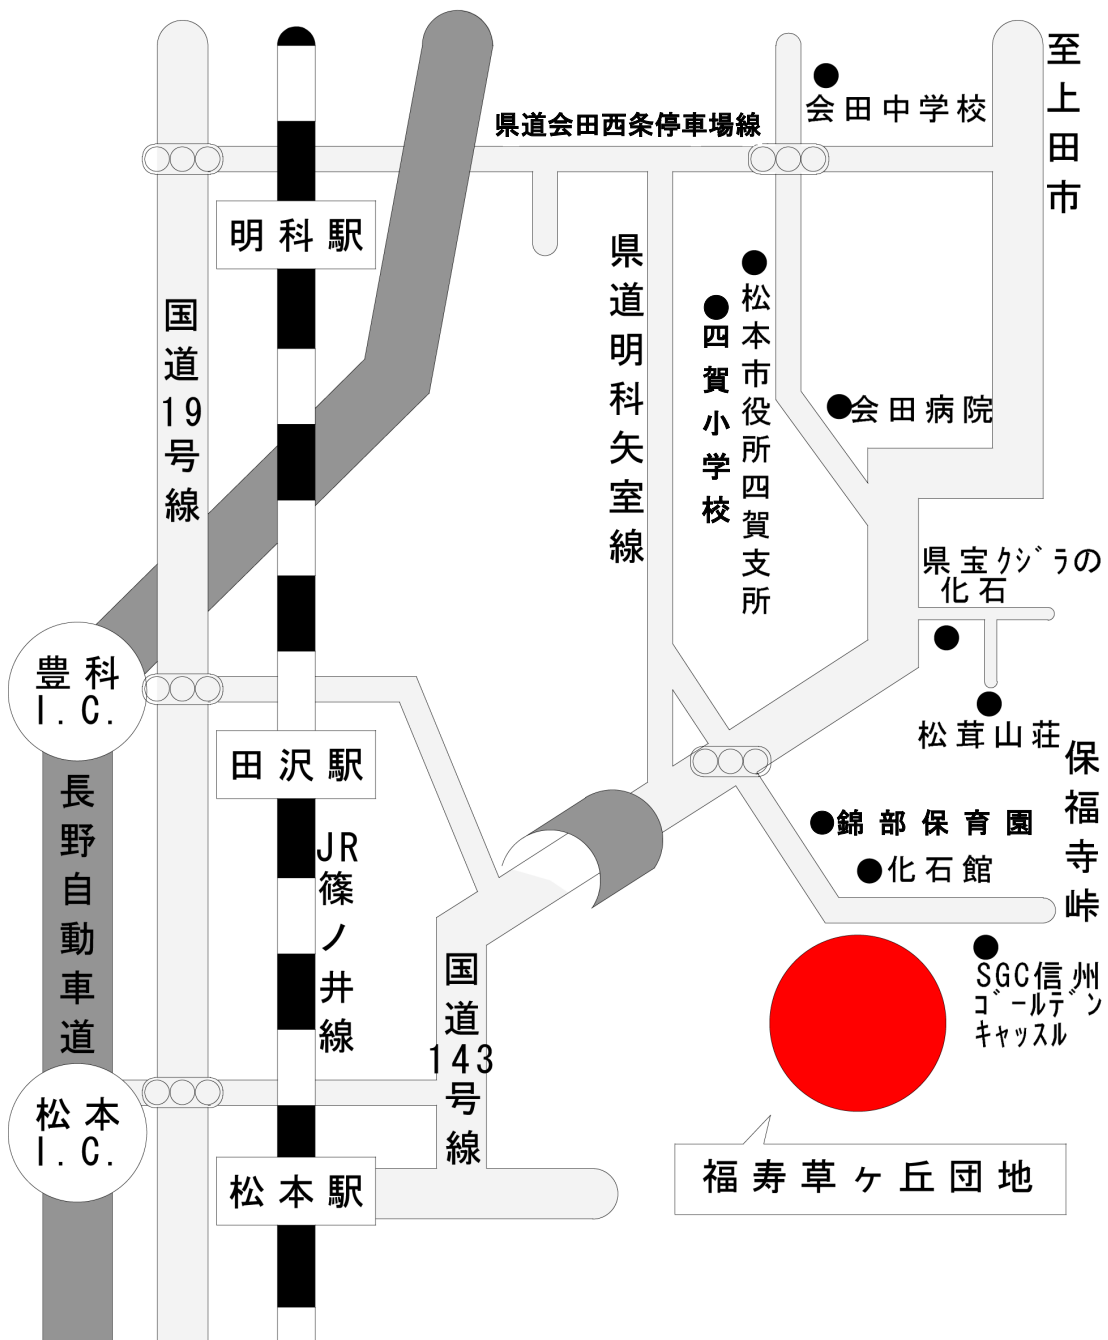 至上田市
会田中学校
県道会田西条停車場線
明科駅
県道明科矢室線
松本市役所四賀支所
四賀小学校
国道19号線
会田病院
県宝クジラの
化石
豊科
I.C.
松茸山荘
田沢駅
保福寺峠
長野自動車道
錦部保育園
JR篠ノ井線
化石館
国道143号線
SGC信州
ゴールデン
キャッスル
松本
I.C.
松本駅
福寿草ヶ丘団地